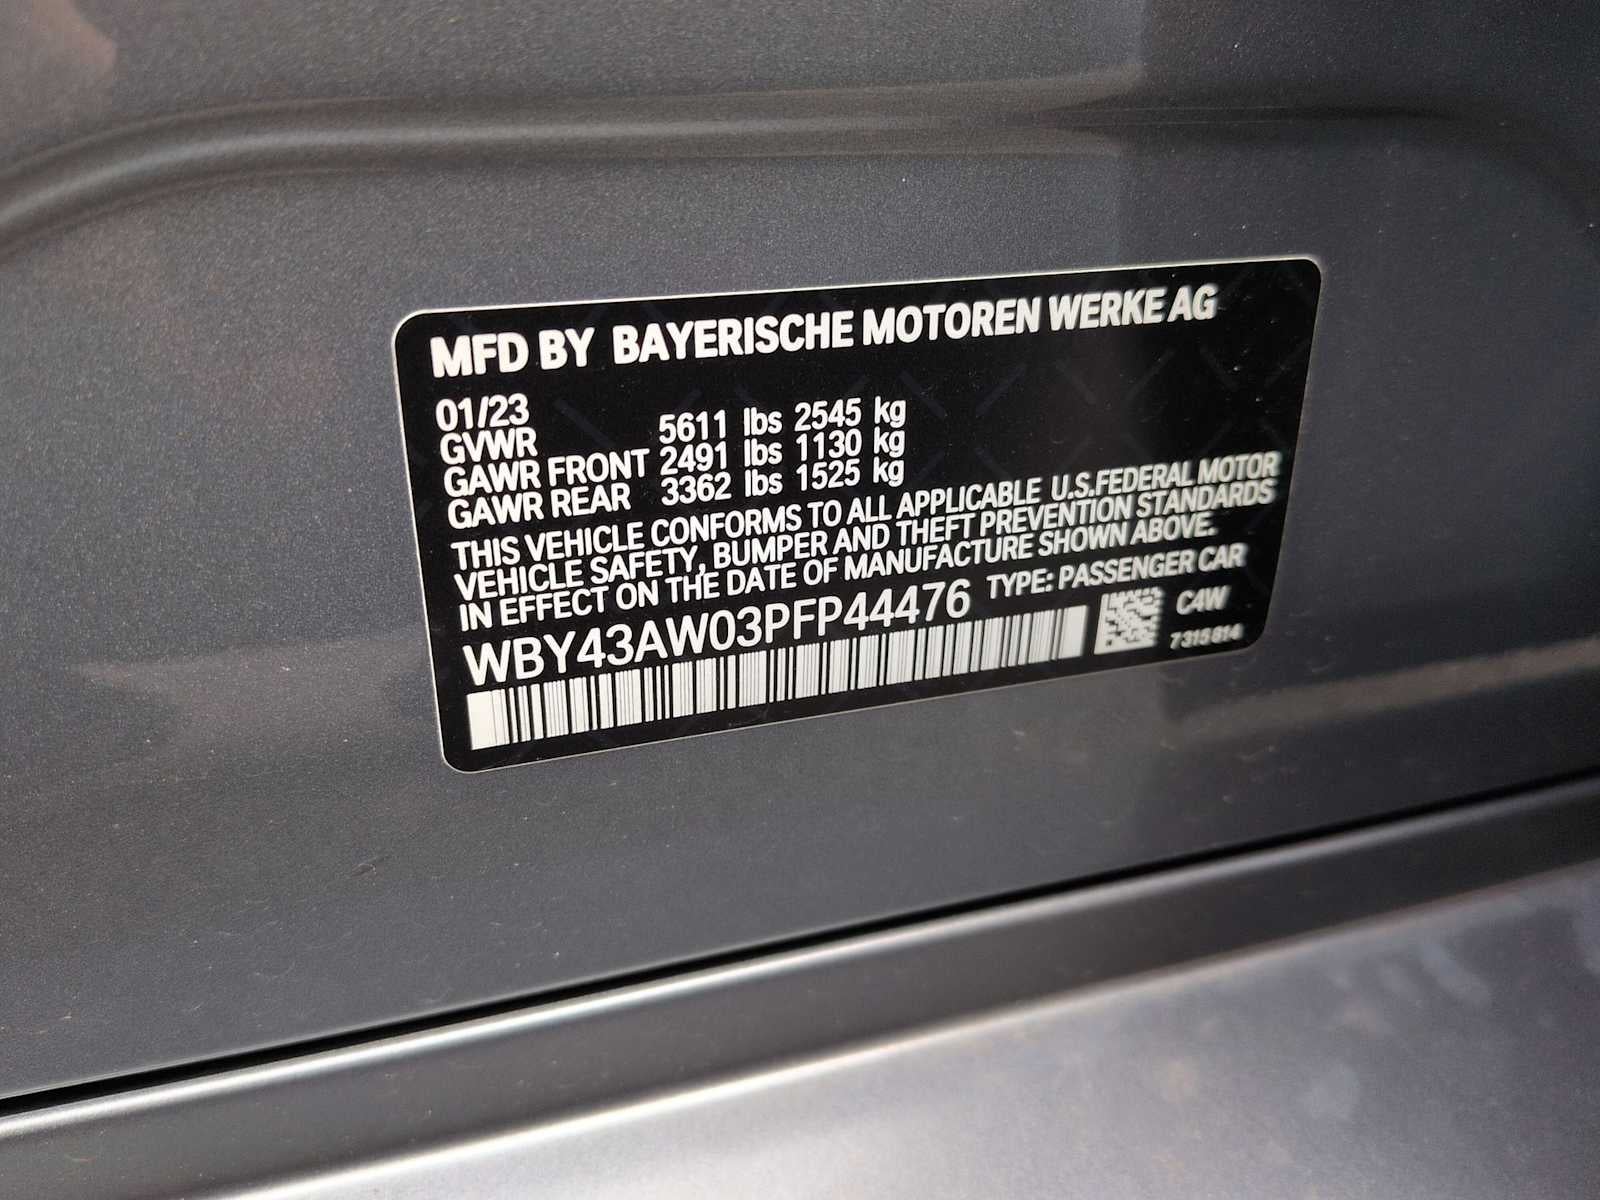 MFD BY BAYERISCHE MOTOREN WERKE AG
01/23
GVWR 5611 lbs 2545 kg
GAWR FRONT 2491 lbs 1130 kg
GAWR REAR 3362 lbs 1525 kg
THIS VEHICLE CONFORMS TO ALL APPLICABLE U.S.FEDERAL MOTOR
VEHICLE SAFETY, BUMPER AND THEFT PREVENTION STANDARDS
IN EFFECT ON THE DATE OF MANUFACTURE SHOWN ABOVE.
WBY43AW03PFP44476 TYPE: PASSENGER CAR
C4W
7315814